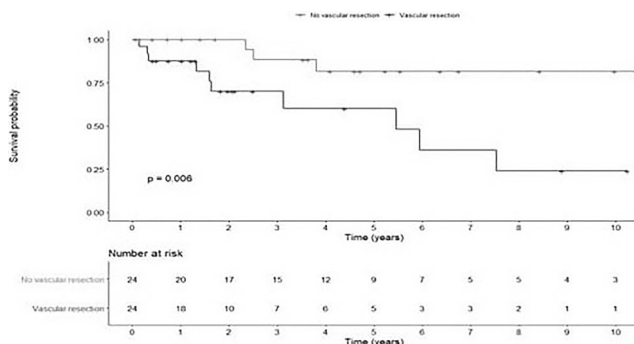 No vascular resection Vascular resection
1.00
0.75
0.50
0.25
0.00
Survival probability
p = 0.006
0 1 2 3 4 5 6 7 8 9 10
Time (years)
Number at risk
No vascular resection 24 20 17 15 12 9 7 5 5 4 3
Vascular resection 24 18 10 7 6 5 3 3 2 1 1
0 1 2 3 4 5 6 7 8 9 10
Time (years)